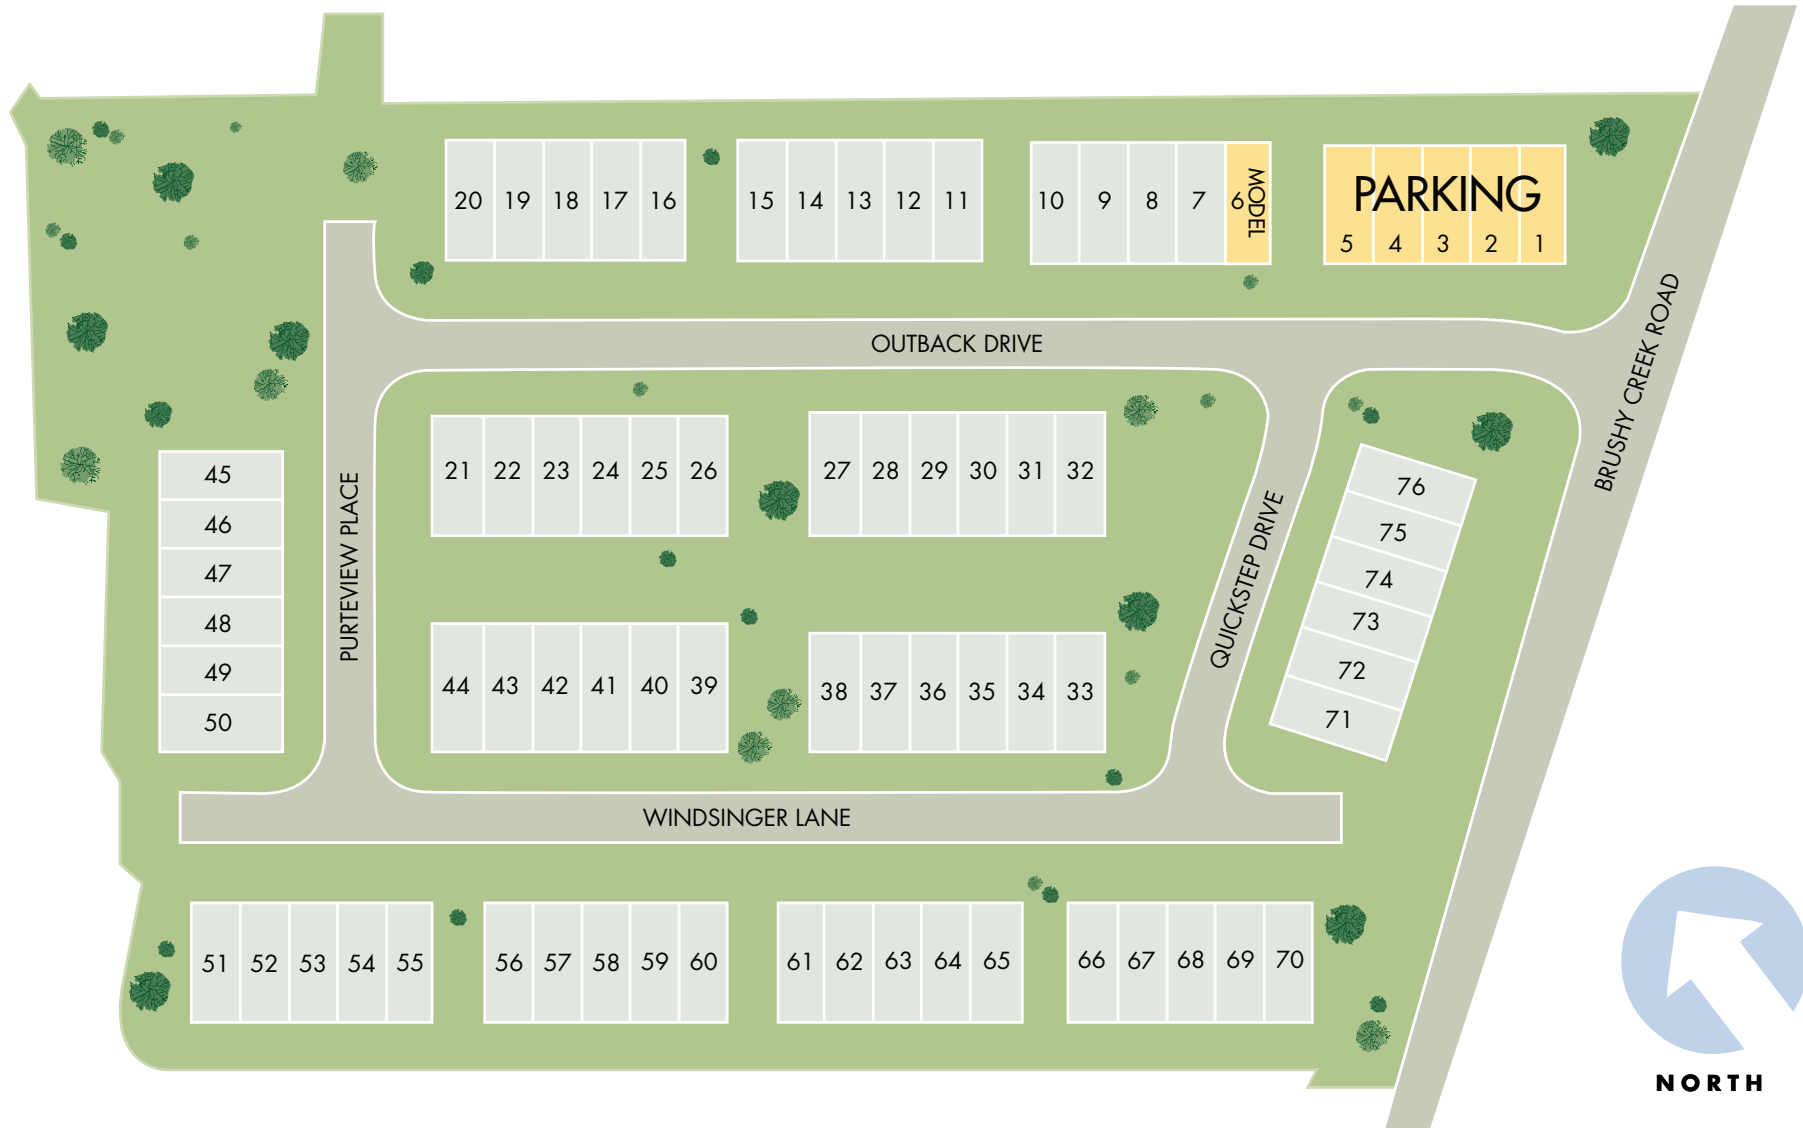 20 19 18 17 16
15 14 13 12 11
10 9 8 7 6
MODEL
PARKING
5 4 3 2 1
OUTBACK DRIVE
BRUSHY CREEK ROAD
PURTEVIEW PLACE
QUICKSTEP DRIVE
21 22 23 24 25 26
27 28 29 30 31 32
45
46
47
48
49
50
76
75
74
73
72
71
44 43 42 41 40 39
38 37 36 35 34 33
WINDSINGER LANE
51 52 53 54 55
56 57 58 59 60
61 62 63 64 65
66 67 68 69 70
NORTH